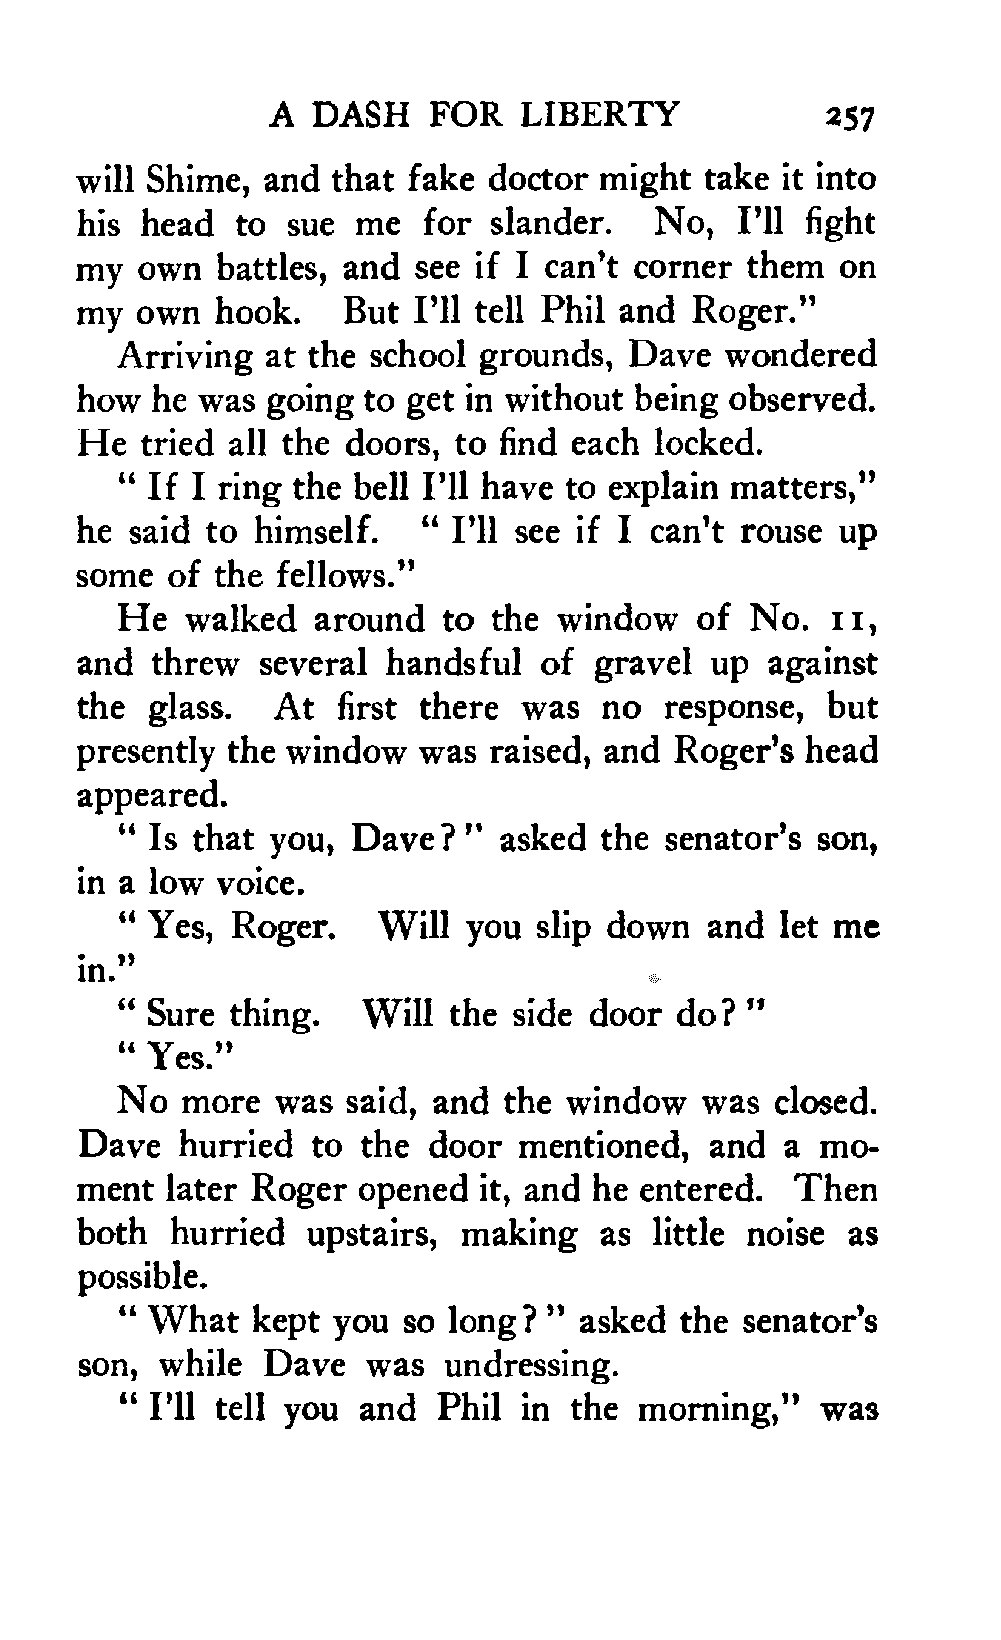 A DASH FOR LIBERTY 257
will Shime, and that fake doctor might take it into
his head to sue me for slander. No, I'll fight
my own battles, and see if I can't corner them on
my own hook. But I'll tell Phil and Roger."
Arriving at the school grounds, Dave wondered
how he was going to get in without being observed.
He tried all the doors, to find each locked.
" If I ring the bell I'll have to explain matters,"
he said to himself. " I'll see if I can't rouse up
some of the fellows."
He walked around to the window of No. 11,
and threw several handsful of gravel up against
the glass. At first there was no response, but
presently the window was raised, and Roger's head
appeared.
" Is that you, Dave? " asked the senator's son,
in a low voice.
" Yes, Roger. Will you slip down and let me
in."
" Sure thing. Will the side door do? "
" Yes."
No more was said, and the window was closed.
Dave hurried to the door mentioned, and a mo-
ment later Roger opened it, and he entered. Then
both hurried upstairs, making as little noise as
possible.
" What kept you so long? " asked the senator's
son, while Dave was undressing.
" I'll tell you and Phil in the morning," was